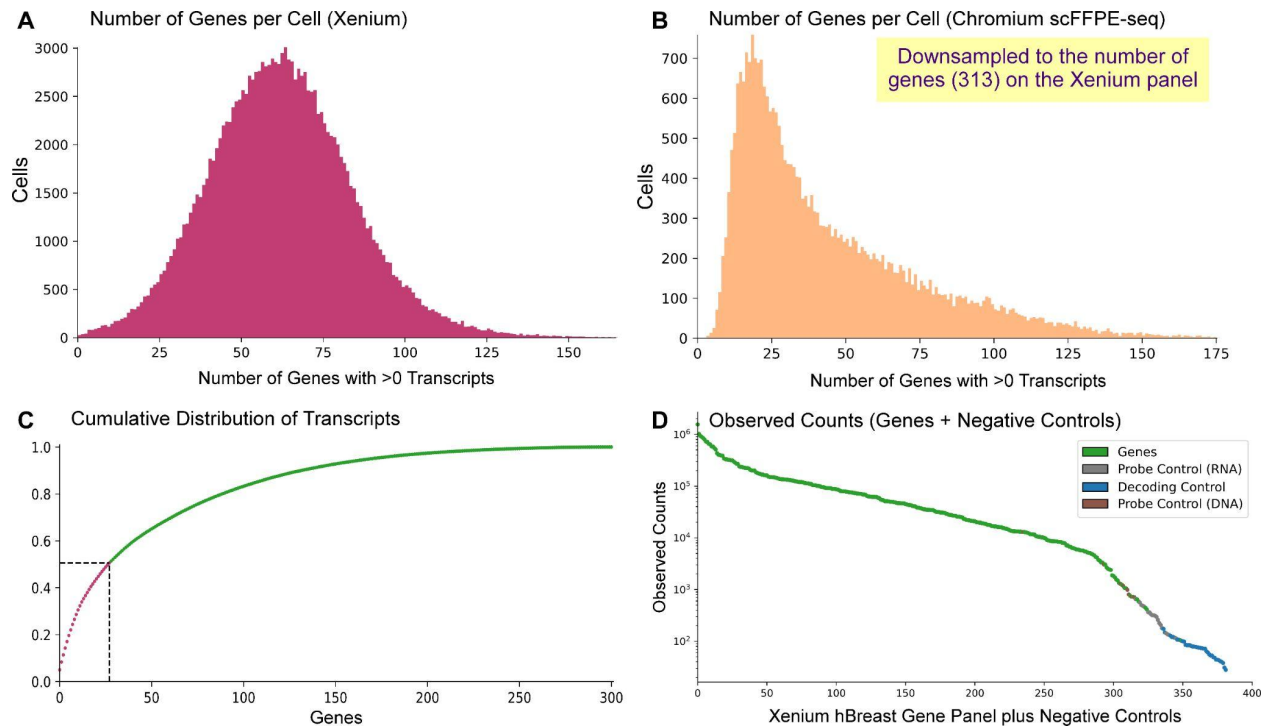 A Number of Genes per Cell (Xenium)
3000
2500
2000
1500
1000
500
0
Cells
0 25 50 75 100 125 150
Number of Genes with >0 Transcripts
B Number of Genes per Cell (Chromium scFFPE-seq)
Downsampled to the number of
genes (313) on the Xenium panel
700
600
500
400
300
200
100
0
Cells
0 25 50 75 100 125 150 175
Number of Genes with >0 Transcripts
C Cumulative Distribution of Transcripts
1.0
0.8
0.6
0.4
0.2
0.0
0 50 100 150 200 250 300
Genes
D Observed Counts (Genes + Negative Controls)
Genes
Probe Control (RNA)
Decoding Control
Probe Control (DNA)
10⁶
10⁵
10⁴
10³
10²
Observed Counts
0 50 100 150 200 250 300 350 400
Xenium hBreast Gene Panel plus Negative Controls